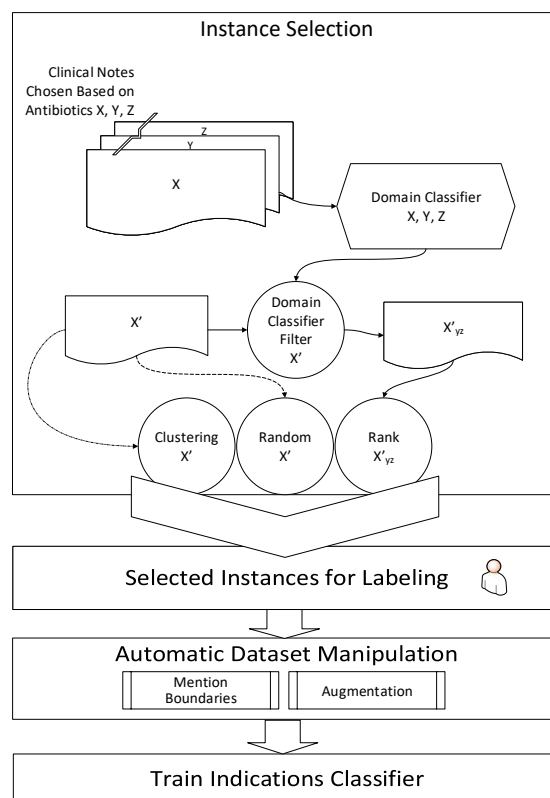 Instance Selection
Clinical Notes
Chosen Based on
Antibiotics X, Y, Z
Z
Y
X
Domain Classifier
X, Y, Z
X’
Domain
Classifier
Filter
X’
X’yz
Clustering
X’
Random
X’
Rank
X’yz
Selected Instances for Labeling
Automatic Dataset Manipulation
Mention
Boundaries
Augmentation
Train Indications Classifier